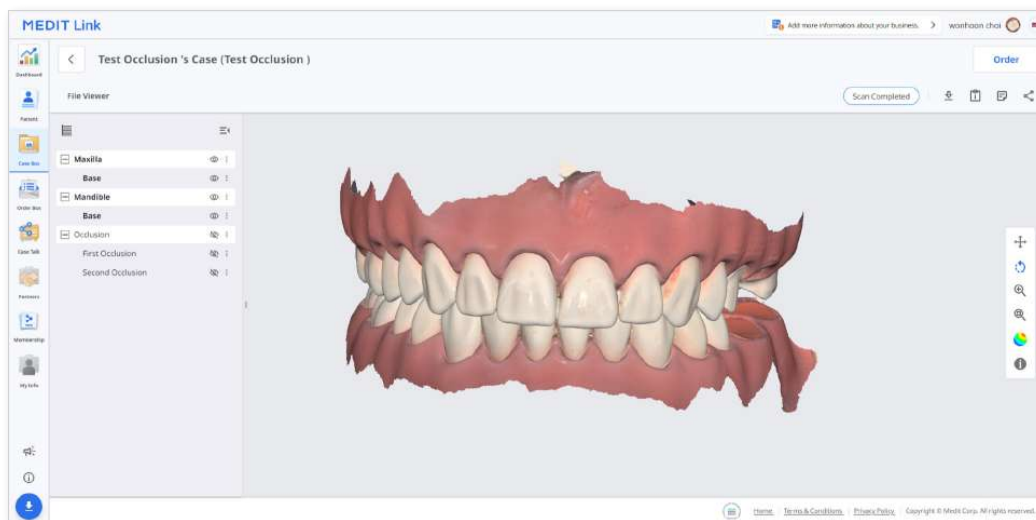 MEDIT Link
Add more information about your business.
wonhoon choi
Dashboard
Test Occlusion 's Case (Test Occlusion )
Order
Patient
File Viewer
Scan Completed
Case Box
Maxilla
Base
Mandible
Base
Order Box
Occlusion
First Occlusion
Second Occlusion
Case Talk
Partners
Membership
My Info
Home
Terms & Conditions
Privacy Policy
Copyright © Medit Corp. All rights reserved.